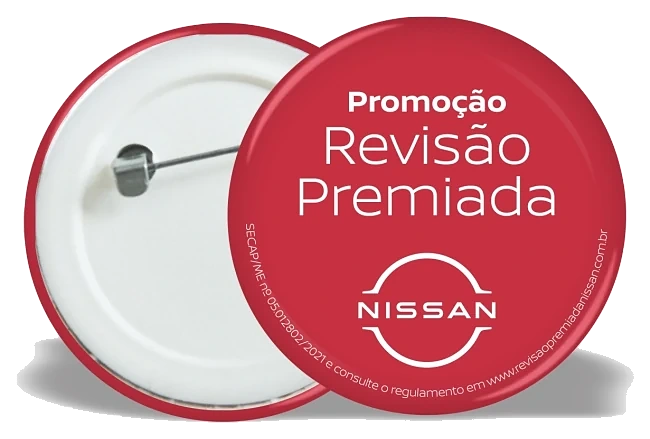 Promoção
Revisão
Premiada
NISSAN
SECAP/ME nº 05.012802/2021 e consulte o regulamento em www.revisaopremiadanissan.com.br